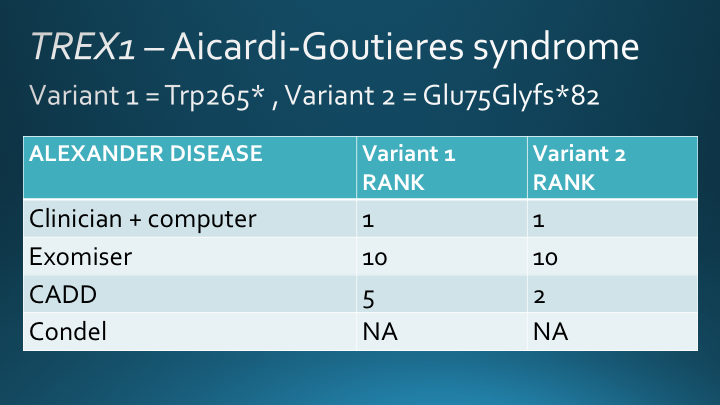 TREX1 – Aicardi-Goutieres syndrome
Variant 1 = Trp265* , Variant 2 = Glu75Glyfs*82
ALEXANDER DISEASE Variant 1 RANK Variant 2 RANK
Clinician + computer 1 1
Exomiser 10 10
CADD 5 2
Condel NA NA